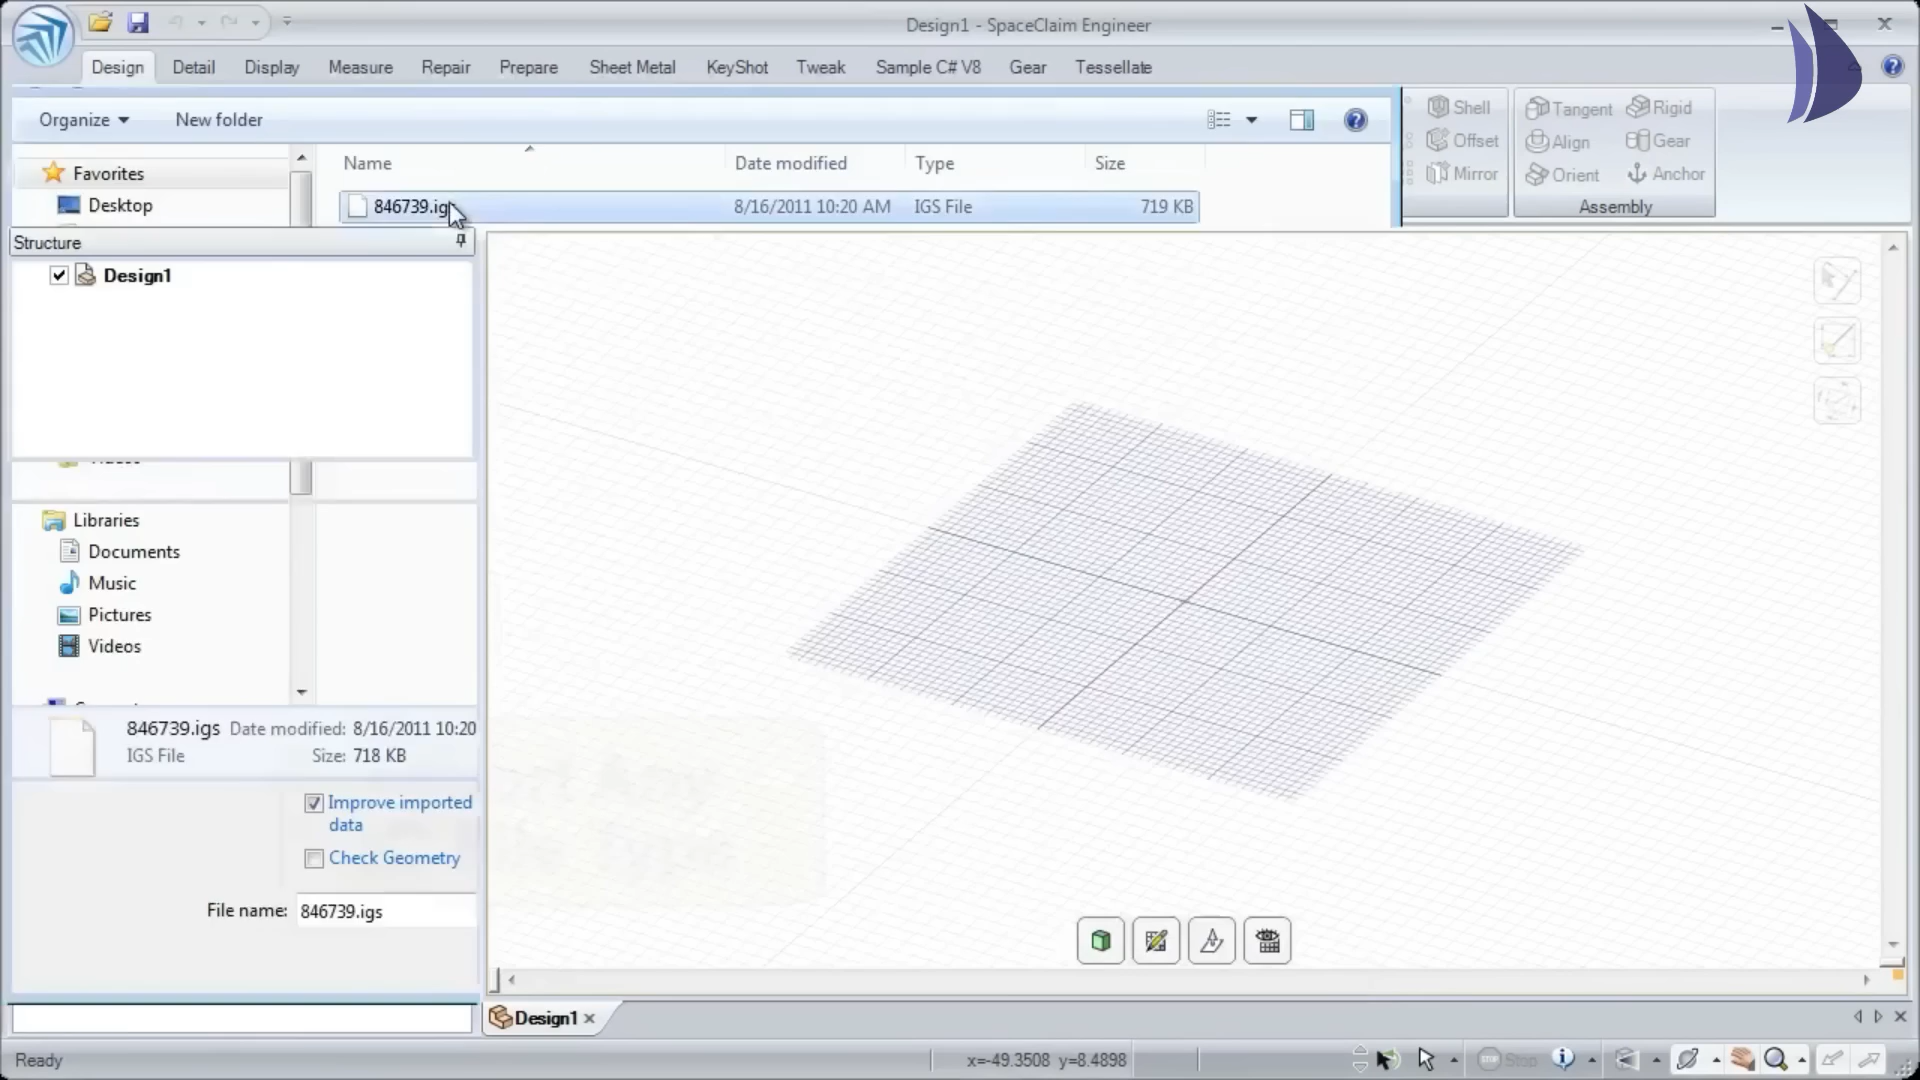 Design1 - SpaceClaim Engineer
Design Detail Display Measure Repair Prepare Sheet Metal KeyShot Tweak Sample C# V8 Gear Tessellate
Organize New folder
Shell Tangent Rigid
Offset Align Gear
Mirror Orient Anchor
Assembly
Name Date modified Type Size
Favorites
Desktop
846739.igs 8/16/2011 10:20 AM IGS File 719 KB
Structure
Design1
Libraries
Documents
Music
Pictures
Videos
846739.igs Date modified: 8/16/2011 10:20
IGS File Size: 718 KB
Improve imported
data
Check Geometry
File name: 846739.igs
Design1
Ready x=-49.3508 y=8.4898 Stop